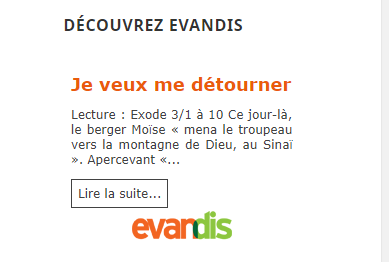 DÉCOUVREZ EVANDIS
Je veux me détourner
Lecture : Exode 3/1 à 10 Ce jour-là,
le berger Moïse « mena le troupeau
vers la montagne de Dieu, au Sinaï
». Apercevant «...
Lire la suite...
evandis